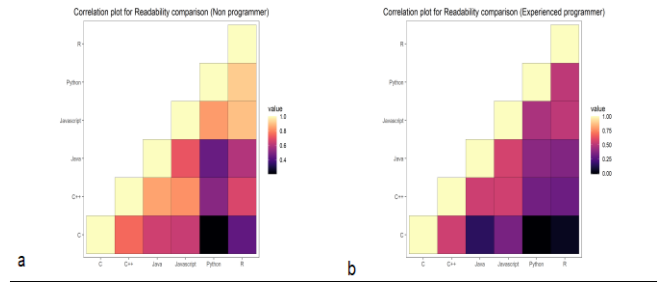 Correlation plot for Readability comparison (Non programmer)
R
Python
Javascript
Java
C++
C
C C++ Java Javascript Python R
value
1.0
0.8
0.6
0.4
a
Correlation plot for Readability comparison (Experienced programmer)
R
Python
Javascript
Java
C++
C
C C++ Java Javascript Python R
value
1.00
0.75
0.50
0.25
0.00
b